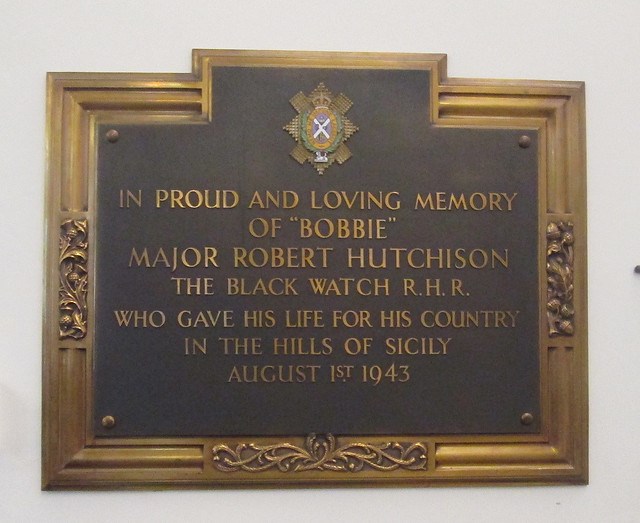 IN PROUD AND LOVING MEMORY
OF "BOBBIE"
MAJOR ROBERT HUTCHISON
THE BLACK WATCH R.H.R.
WHO GAVE HIS LIFE FOR HIS COUNTRY
IN THE HILLS OF SICILY
AUGUST 1ST 1943